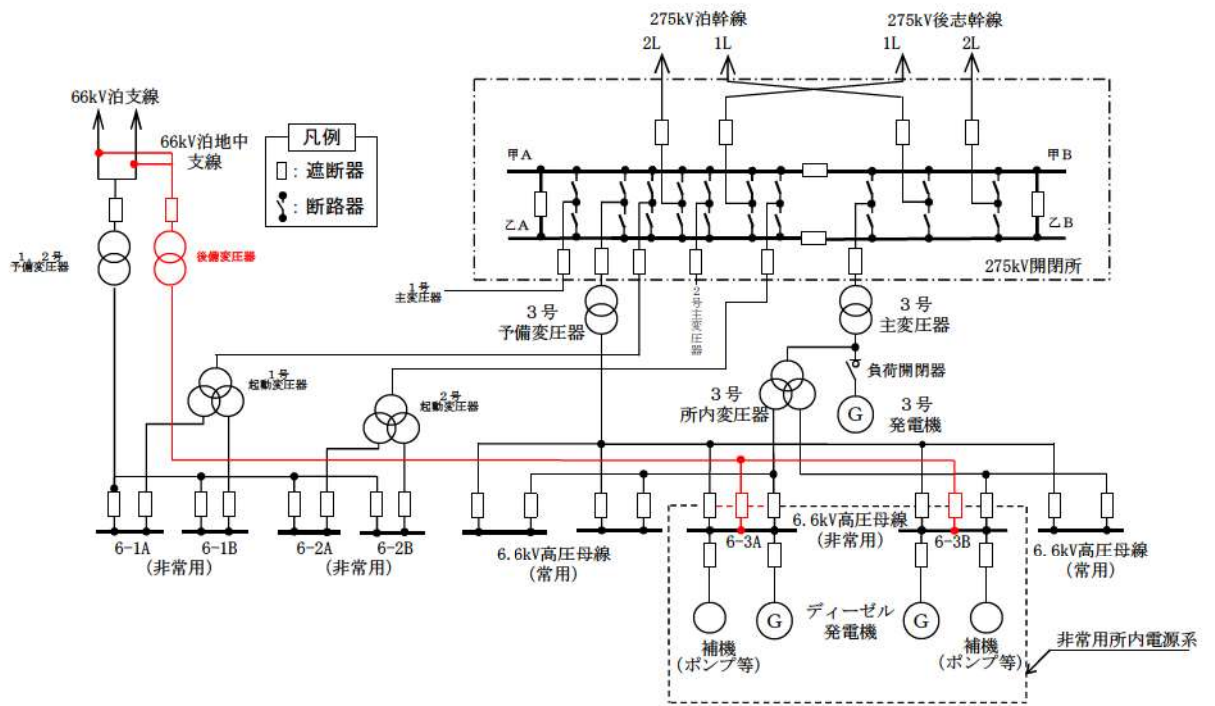 275kV泊幹線
275kV後志幹線
2L
1L
1L
2L
66kV泊支線
66kV泊地中
支線
凡例
:遮断器
:断路器
甲A
甲B
乙A
乙B
275kV開閉所
1、2号
予備変圧器
後備変圧器
1号
主変圧器
3号
予備変圧器
2号主変圧器
3号
主変圧器
1号
起動変圧器
2号
起動変圧器
負荷開閉器
3号
所内変圧器
G
3号
発電機
6-1A
6-1B
(非常用)
6-2A
6-2B
(非常用)
6.6kV高圧母線
(常用)
6.6kV高圧母線
(非常用)
6-3A
6-3B
6.6kV高圧母線
(常用)
G
ディーゼル
発電機
G
補機
(ポンプ等)
補機
(ポンプ等)
非常用所内電源系